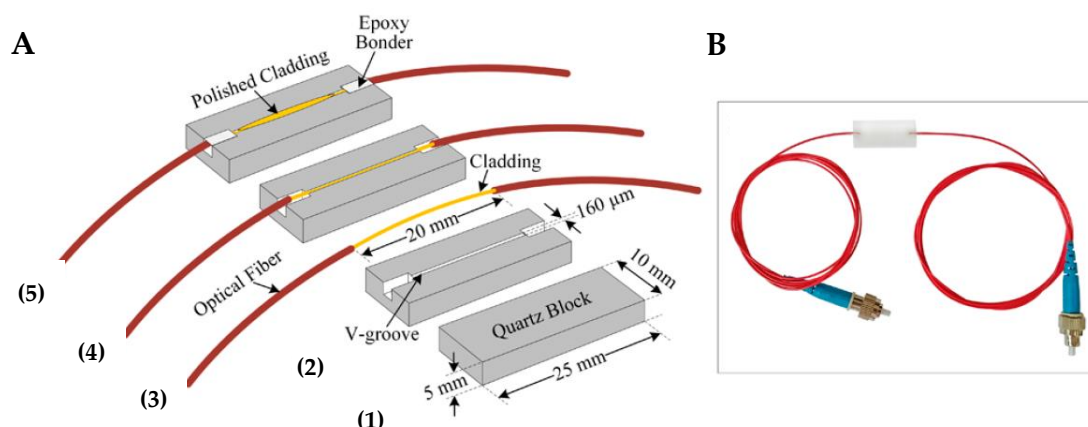 A
B
Epoxy
Bonder
Polished Cladding
Cladding
160 µm
20 mm
10 mm
Optical Fiber
Quartz Block
V-groove
25 mm
5 mm
(5)
(4)
(3)
(2)
(1)